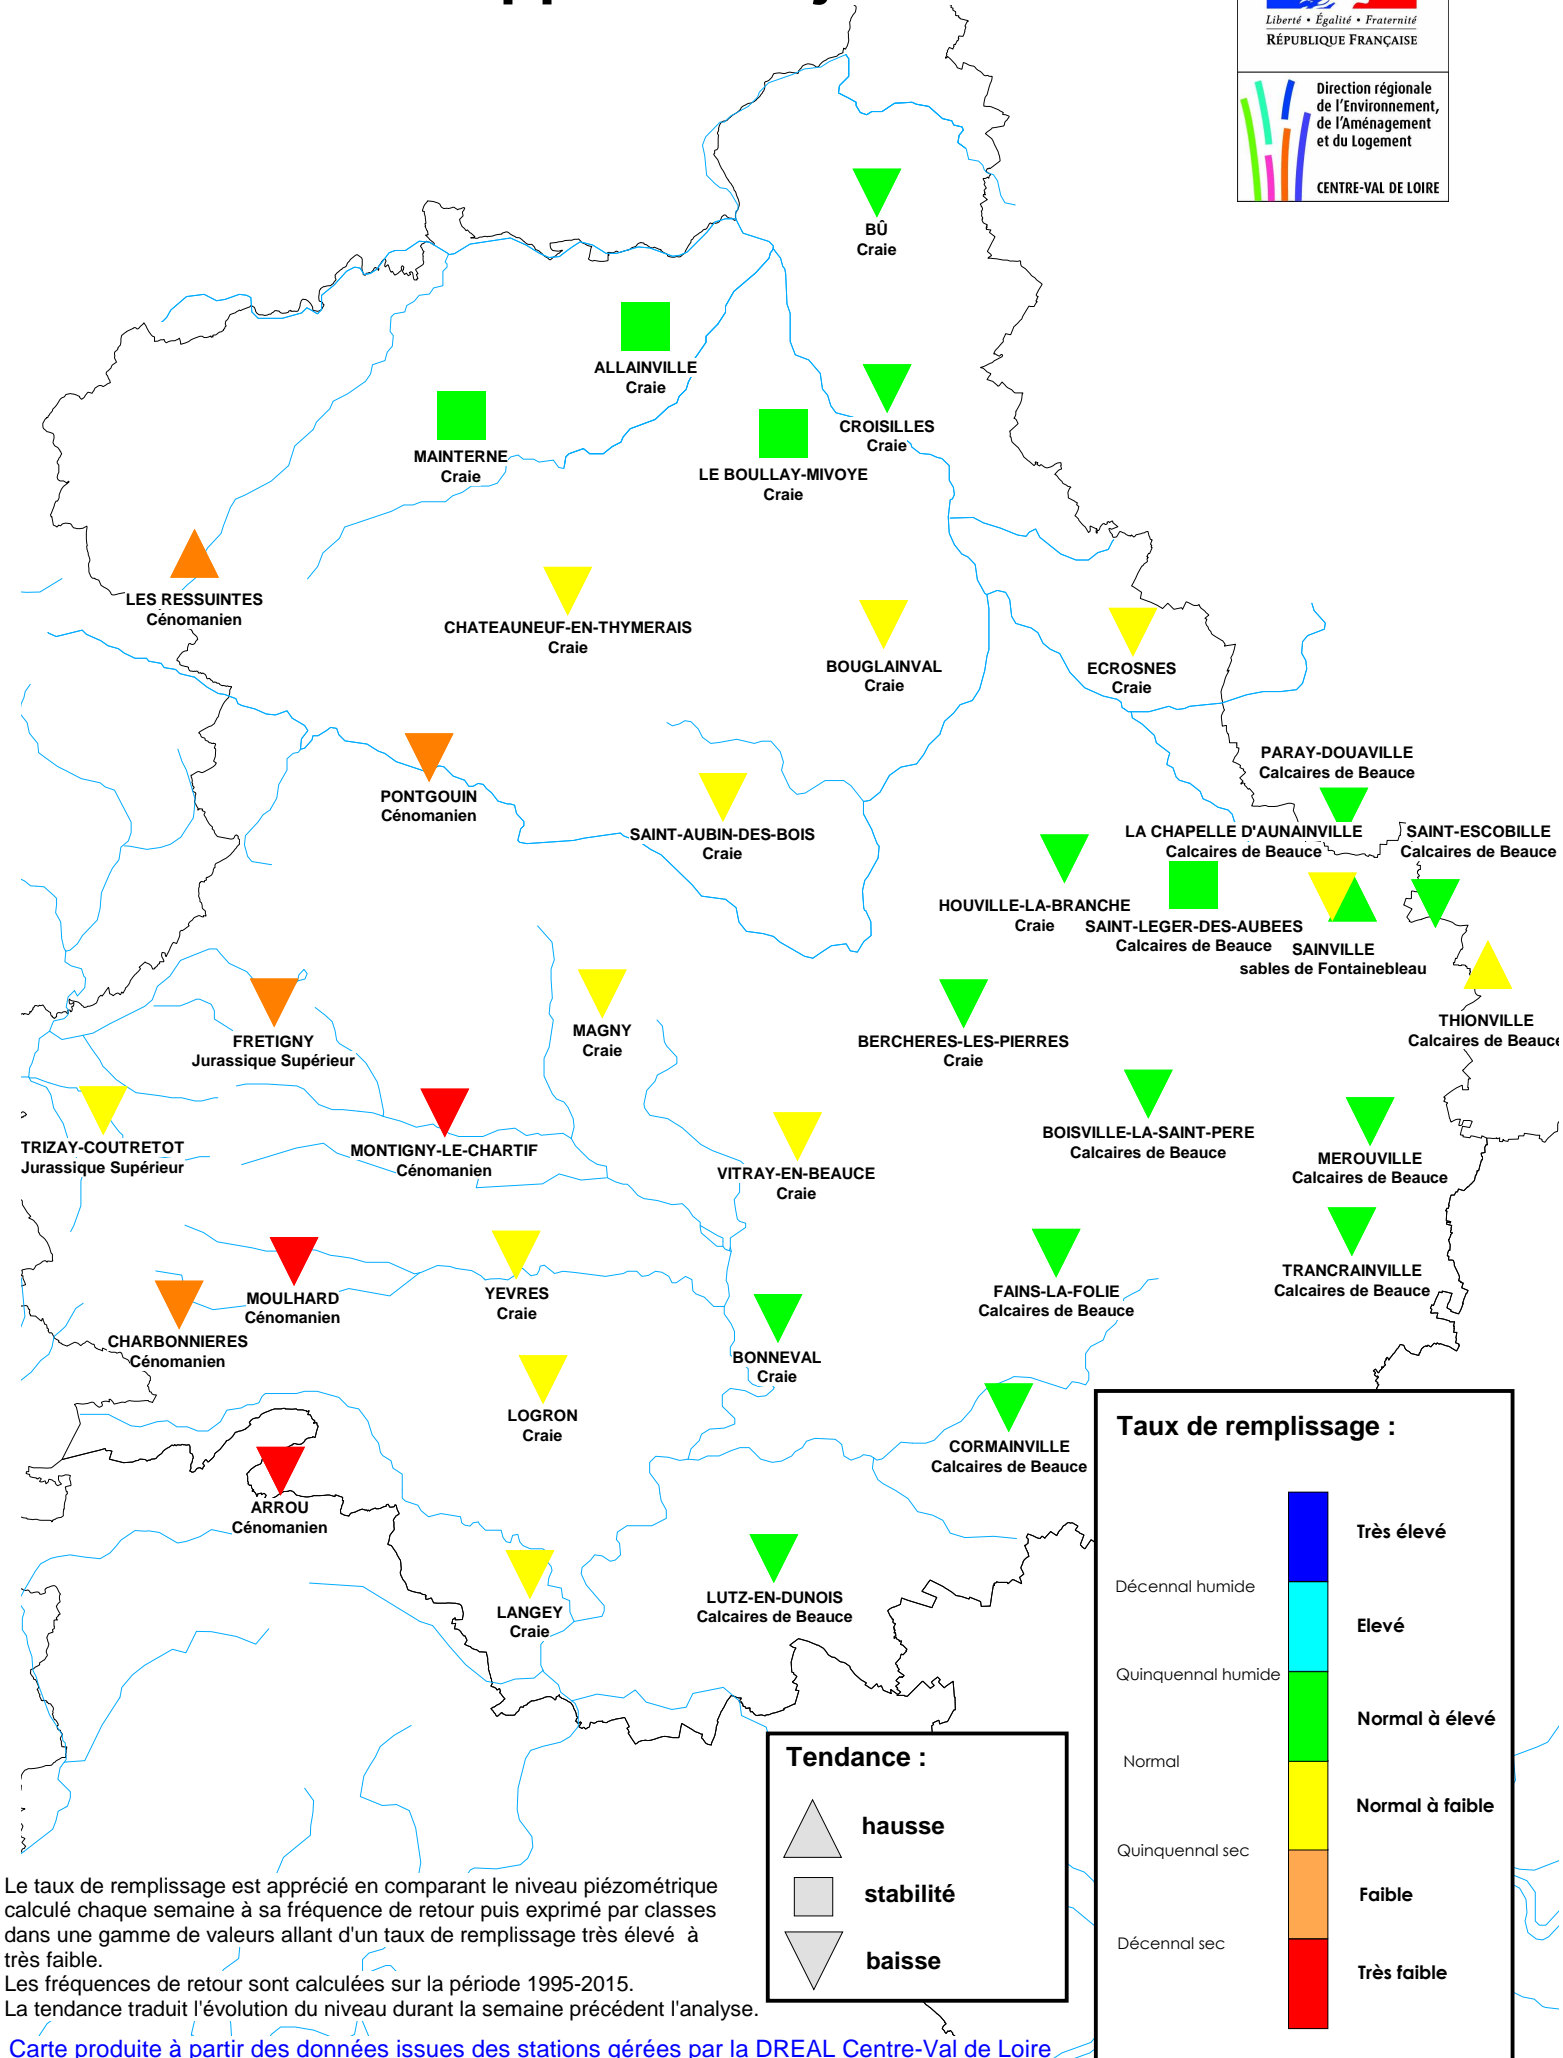 Liberté • Égalité • Fraternité
RÉPUBLIQUE FRANÇAISE
Direction régionale
de l'Environnement,
de l'Aménagement
et du Logement
CENTRE-VAL DE LOIRE
BÛ
Craie
ALLAINVILLE
Craie
CROISILLES
Craie
MAINTERNE
Craie
LE BOULLAY-MIVOYE
Craie
LES RESSUINTES
Cénomanien
CHATEAUNEUF-EN-THYMERAIS
Craie
BOUGLAINVAL
Craie
ECROSNES
Craie
PARAY-DOUAVILLE
Calcaires de Beauce
PONTGOUIN
Cénomanien
SAINT-AUBIN-DES-BOIS
Craie
LA CHAPELLE D'AUNAINVILLE
Calcaires de Beauce
SAINT-ESCOBILLE
Calcaires de Beauce
HOUVILLE-LA-BRANCHE
Craie
SAINT-LEGER-DES-AUBEES
Calcaires de Beauce
SAINVILLE
sables de Fontainebleau
THIONVILLE
Calcaires de Beauce
FRETIGNY
Jurassique Supérieur
MAGNY
Craie
BERCHERES-LES-PIERRES
Craie
TRIZAY-COUTRETOT
Jurassique Supérieur
MONTIGNY-LE-CHARTIF
Cénomanien
VITRAY-EN-BEAUCE
Craie
BOISVILLE-LA-SAINT-PERE
Calcaires de Beauce
MEROUVILLE
Calcaires de Beauce
TRANCRAINVILLE
Calcaires de Beauce
MOULHARD
Cénomanien
YEVRES
Craie
FAINS-LA-FOLIE
Calcaires de Beauce
CHARBONNIERES
Cénomanien
BONNEVAL
Craie
LOGRON
Craie
CORMAINVILLE
Calcaires de Beauce
ARROU
Cénomanien
LANGEY
Craie
LUTZ-EN-DUNOIS
Calcaires de Beauce
Taux de remplissage :
Très élevé
Décennal humide
Elevé
Quinquennal humide
Normal à élevé
Normal
Normal à faible
Quinquennal sec
Faible
Décennal sec
Très faible
Tendance :
hausse
stabilité
baisse
Le taux de remplissage est apprécié en comparant le niveau piézométrique
calculé chaque semaine à sa fréquence de retour puis exprimé par classes
dans une gamme de valeurs allant d'un taux de remplissage très élevé à
très faible.
Les fréquences de retour sont calculées sur la période 1995-2015.
La tendance traduit l'évolution du niveau durant la semaine précédent l'analyse.
Carte produite à partir des données issues des stations gérées par la DREAL Centre-Val de Loire